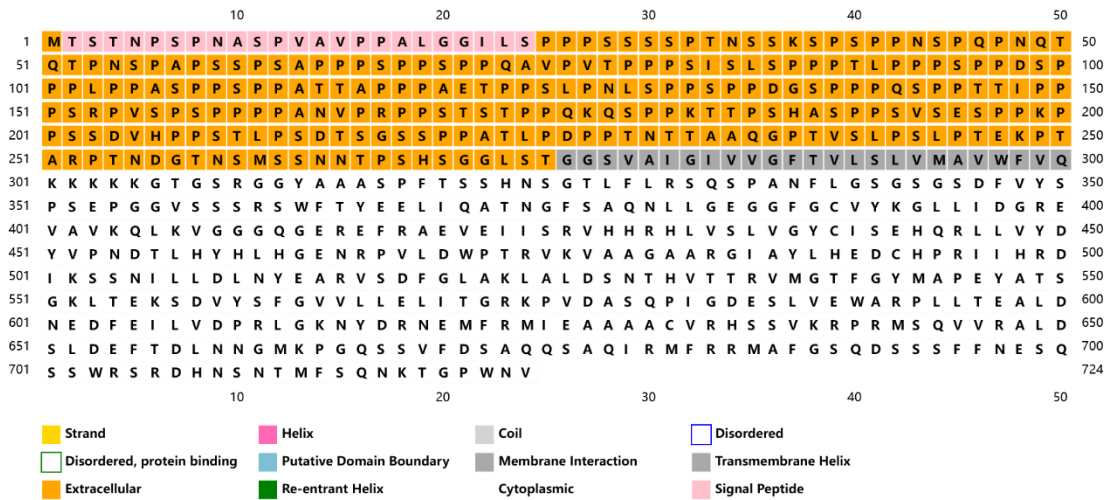 10 20 30 40 50
1 M T S T N P S P N A S P V A V P P A L G G I L S P P P S S S S P T N S S K S P S P P N S P Q P N Q T 50
51 Q T P N S P A P S S P S A P P P S P P S P P Q A V P V T P P P S I S L S P P P T L P P P S P P D S P 100
101 P P L P P A S P P S P P A T T A P P P A E T P P S L P N L S P P S P P D G S P P P Q S P P T T I P P 150
151 P S R P V S P S P P P P A N V P R P P S T S T P P Q K Q S P P K T T P S H A S P P S V S E S P P K P 200
201 P S S D V H P P S T L P S D T S G S S P P A T L P D P P T N T T A A Q G P T V S L P S L P T E K P T 250
251 A R P T N D G T N S M S S N N T P S H S G G L S T G G S V A I G I V V G F T V L S L V M A V W F V Q 300
301 K K K K K G T G S R G G Y A A A S P F T S S H N S G T L F L R S Q S P A N F L G S G S G S D F V Y S 350
351 P S E P G G V S S S R S W F T Y E E L I Q A T N G F S A Q N L L G E G G F G C V Y K G L L I D G R E 400
401 V A V K Q L K V G G G Q G E R E F R A E V E I I S R V H H R H L V S L V G Y C I S E H Q R L L V Y D 450
451 Y V P N D T L H Y H L H G E N R P V L D W P T R V K V A A G A A R G I A Y L H E D C H P R I I H R D 500
501 I K S S N I L L D L N Y E A R V S D F G L A K L A L D S N T H V T T R V M G T F G Y M A P E Y A T S 550
551 G K L T E K S D V Y S F G V V L L E L I T G R K P V D A S Q P I G D E S L V E W A R P L L T E A L D 600
601 N E D F E I L V D P R L G K N Y D R N E M F R M I E A A A A C V R H S S V K R P R M S Q V V R A L D 650
651 S L D E F T D L N N G M K P G Q S S V F D S A Q Q S A Q I R M F R R M A F G S Q D S S S F F N E S Q 700
701 S S W R S R D H N S N T M F S Q N K T G P W N V 724
10 20 30 40 50
Strand Helix Coil Disordered
Disordered, protein binding Putative Domain Boundary Membrane Interaction Transmembrane Helix
Extracellular Re-entrant Helix Cytoplasmic Signal Peptide